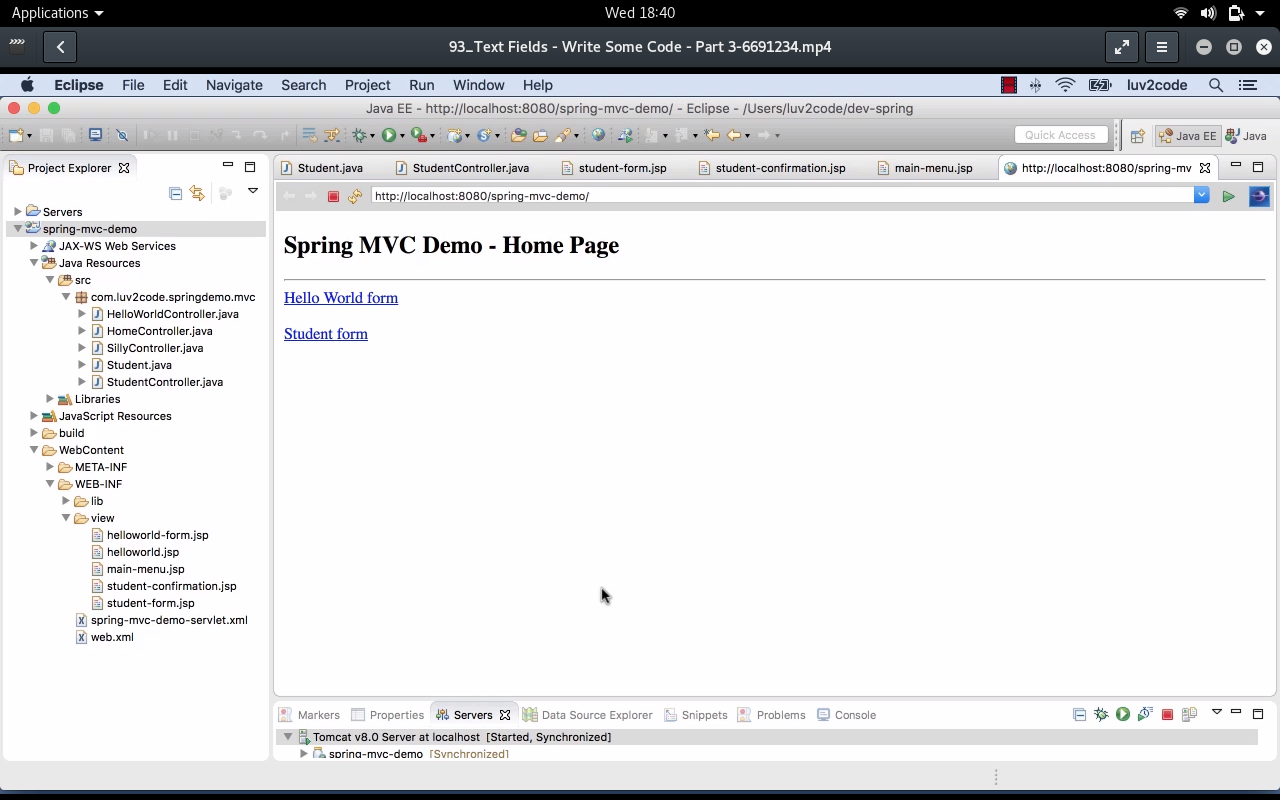 Applications
Wed 18:40
93_Text Fields - Write Some Code - Part 3-6691234.mp4
Eclipse File Edit Navigate Search Project Run Window Help
luv2code
Java EE - http://localhost:8080/spring-mvc-demo/ - Eclipse - /Users/luv2code/dev-spring
Quick Access
Java EE
Java
Project Explorer
Student.java
StudentController.java
student-form.jsp
student-confirmation.jsp
main-menu.jsp
http://localhost:8080/spring-mv
http://localhost:8080/spring-mvc-demo/
Servers
spring-mvc-demo
JAX-WS Web Services
Java Resources
src
com.luv2code.springdemo.mvc
HelloWorldController.java
HomeController.java
SillyController.java
Student.java
StudentController.java
Libraries
JavaScript Resources
build
WebContent
META-INF
WEB-INF
lib
view
helloworld-form.jsp
helloworld.jsp
main-menu.jsp
student-confirmation.jsp
student-form.jsp
spring-mvc-demo-servlet.xml
web.xml
Spring MVC Demo - Home Page
Hello World form
Student form
Markers
Properties
Servers
Data Source Explorer
Snippets
Problems
Console
Tomcat v8.0 Server at localhost [Started, Synchronized]
spring-mvc-demo [Synchronized]